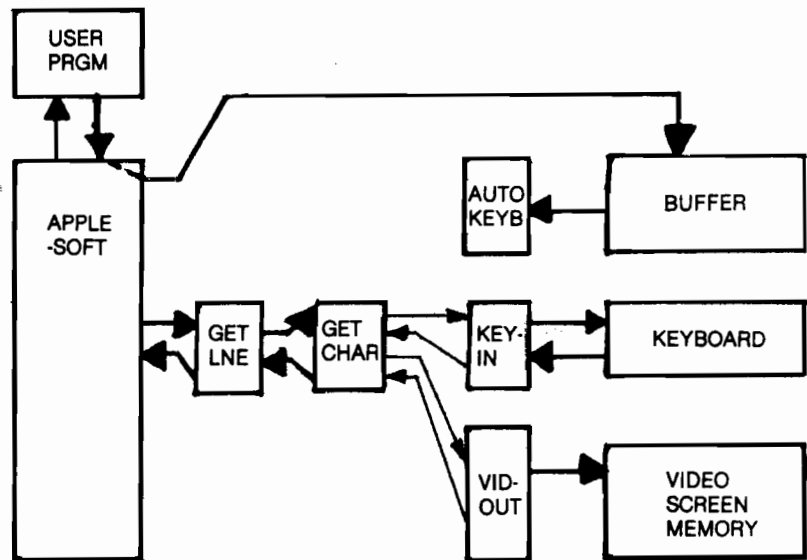 USER
PRGM
APPLE
-SOFT
AUTO
KEYB
BUFFER
GET
LNE
GET
CHAR
KEY-
IN
KEYBOARD
VID-
OUT
VIDEO
SCREEN
MEMORY